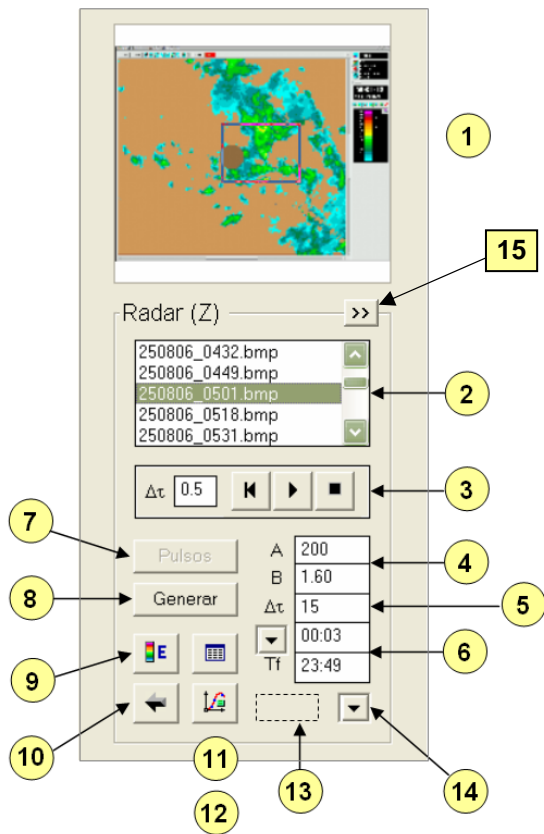 1
15
Radar (Z)
>>
250806_0432.bmp
250806_0449.bmp
250806_0501.bmp
250806_0518.bmp
250806_0531.bmp
2
Δτ 0.5
3
7
Pulsos
A 200
4
B 1.60
8
Generar
Δτ 15
5
00:03
6
Tf 23:49
E
9
10
11
12
13
14